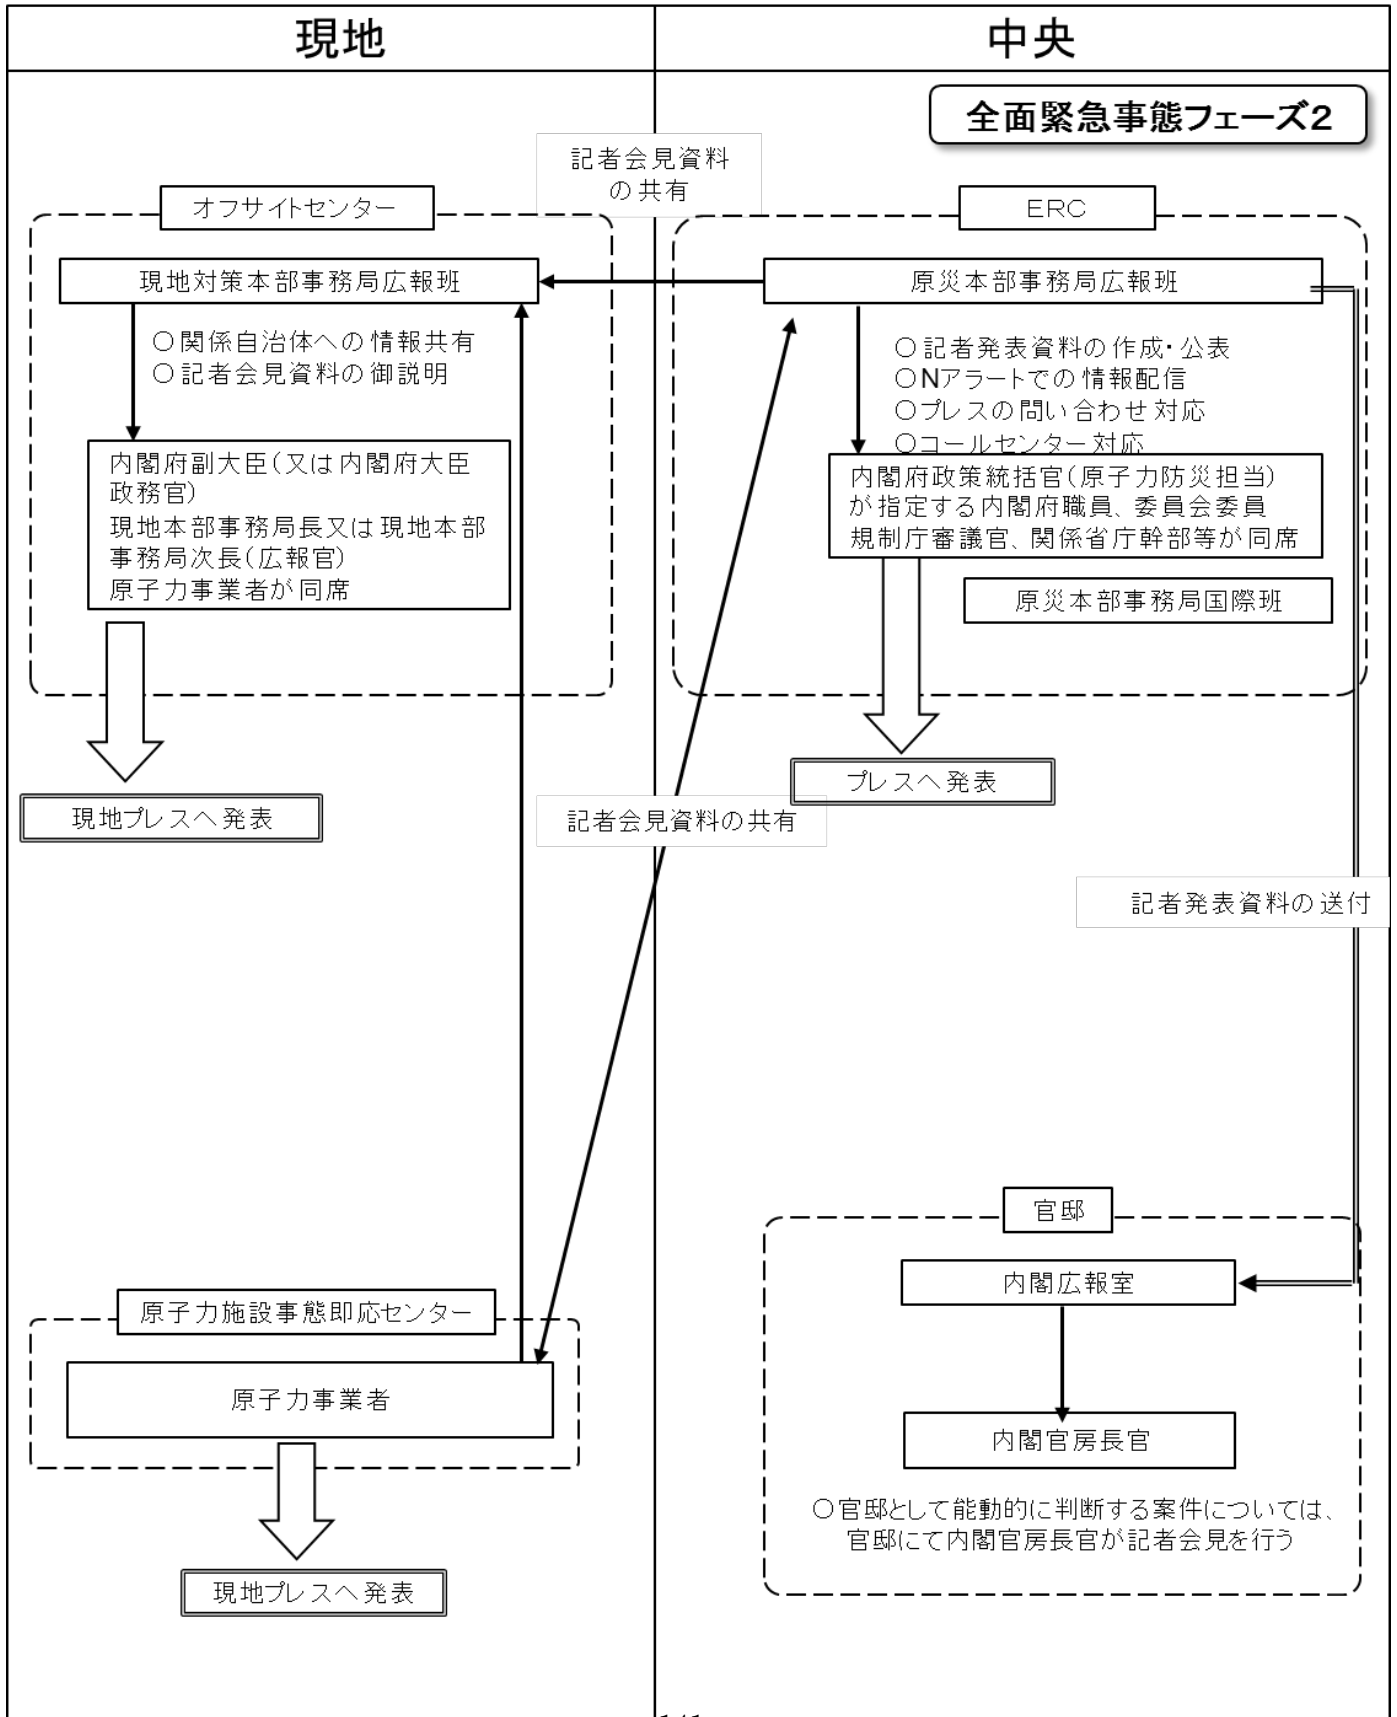 現地
中央
全面緊急事態フェーズ2
記者会見資料
の共有
オフサイトセンター
ERC
現地対策本部事務局広報班
原災本部事務局広報班
○関係自治体への情報共有
○記者会見資料の御説明
○記者発表資料の作成・公表
○Nアラートでの情報配信
○プレスの問い合わせ対応
○コールセンター対応
内閣府副大臣(又は内閣府大臣
政務官)
現地本部事務局長又は現地本部
事務局次長(広報官)
原子力事業者が同席
内閣府政策統括官(原子力防災担当)
が指定する内閣府職員、委員会委員
規制庁審議官、関係省庁幹部等が同席
原災本部事務局国際班
現地プレスへ発表
プレスへ発表
記者会見資料の共有
記者発表資料の送付
官邸
内閣広報室
内閣官房長官
○官邸として能動的に判断する案件については、
官邸にて内閣官房長官が記者会見を行う
原子力施設事態即応センター
原子力事業者
現地プレスへ発表